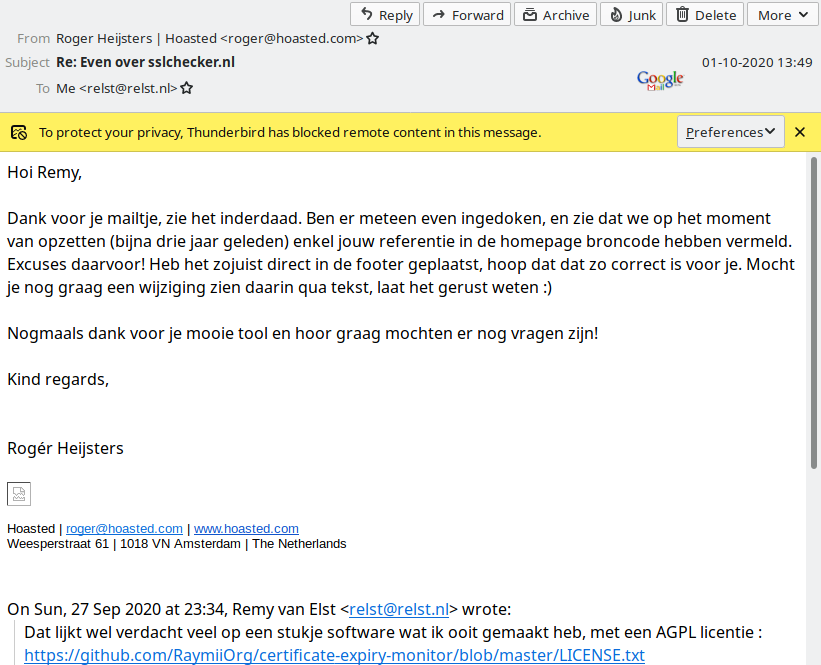 Reply Forward Archive Junk Delete More
From Roger Heijsters | Hoasted <roger@hoasted.com>
Subject Re: Even over sslchecker.nl
01-10-2020 13:49
To Me <relst@relst.nl>
Google
Mail
To protect your privacy, Thunderbird has blocked remote content in this message.
Preferences
Hoi Remy,
Dank voor je mailtje, zie het inderdaad. Ben er meteen even ingedoken, en zie dat we op het moment
van opzetten (bijna drie jaar geleden) enkel jouw referentie in de homepage broncode hebben vermeld.
Excuses daarvoor! Heb het zojuist direct in de footer geplaatst, hoop dat dat zo correct is voor je. Mocht
je nog graag een wijziging zien daarin qua tekst, laat het gerust weten :)
Nogmaals dank voor je mooie tool en hoor graag mochten er nog vragen zijn!
Kind regards,
Rogér Heijsters
Hoasted | roger@hoasted.com | www.hoasted.com
Weesperstraat 61 | 1018 VN Amsterdam | The Netherlands
On Sun, 27 Sep 2020 at 23:34, Remy van Elst <relst@relst.nl> wrote:
Dat lijkt wel verdacht veel op een stukje software wat ik ooit gemaakt heb, met een AGPL licentie :
https://github.com/RaymiiOrg/certificate-expiry-monitor/blob/master/LICENSE.txt